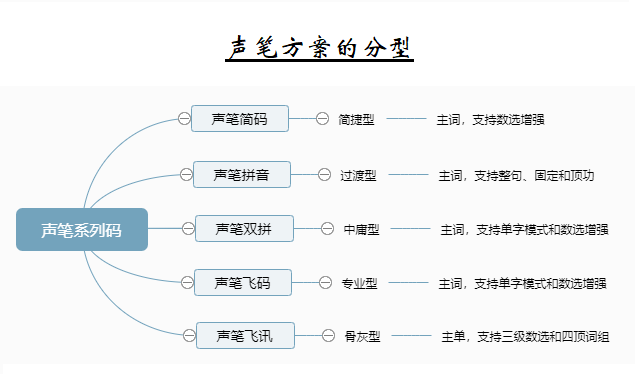 声笔方案的分型
声笔系列码
声笔简码 简捷型 主词，支持数选增强
声笔拼音 过渡型 主词，支持整句、固定和顶功
声笔双拼 中庸型 主词，支持单字模式和数选增强
声笔飞码 专业型 主词，支持单字模式和数选增强
声笔飞讯 骨灰型 主单，支持三级数选和四顶词组